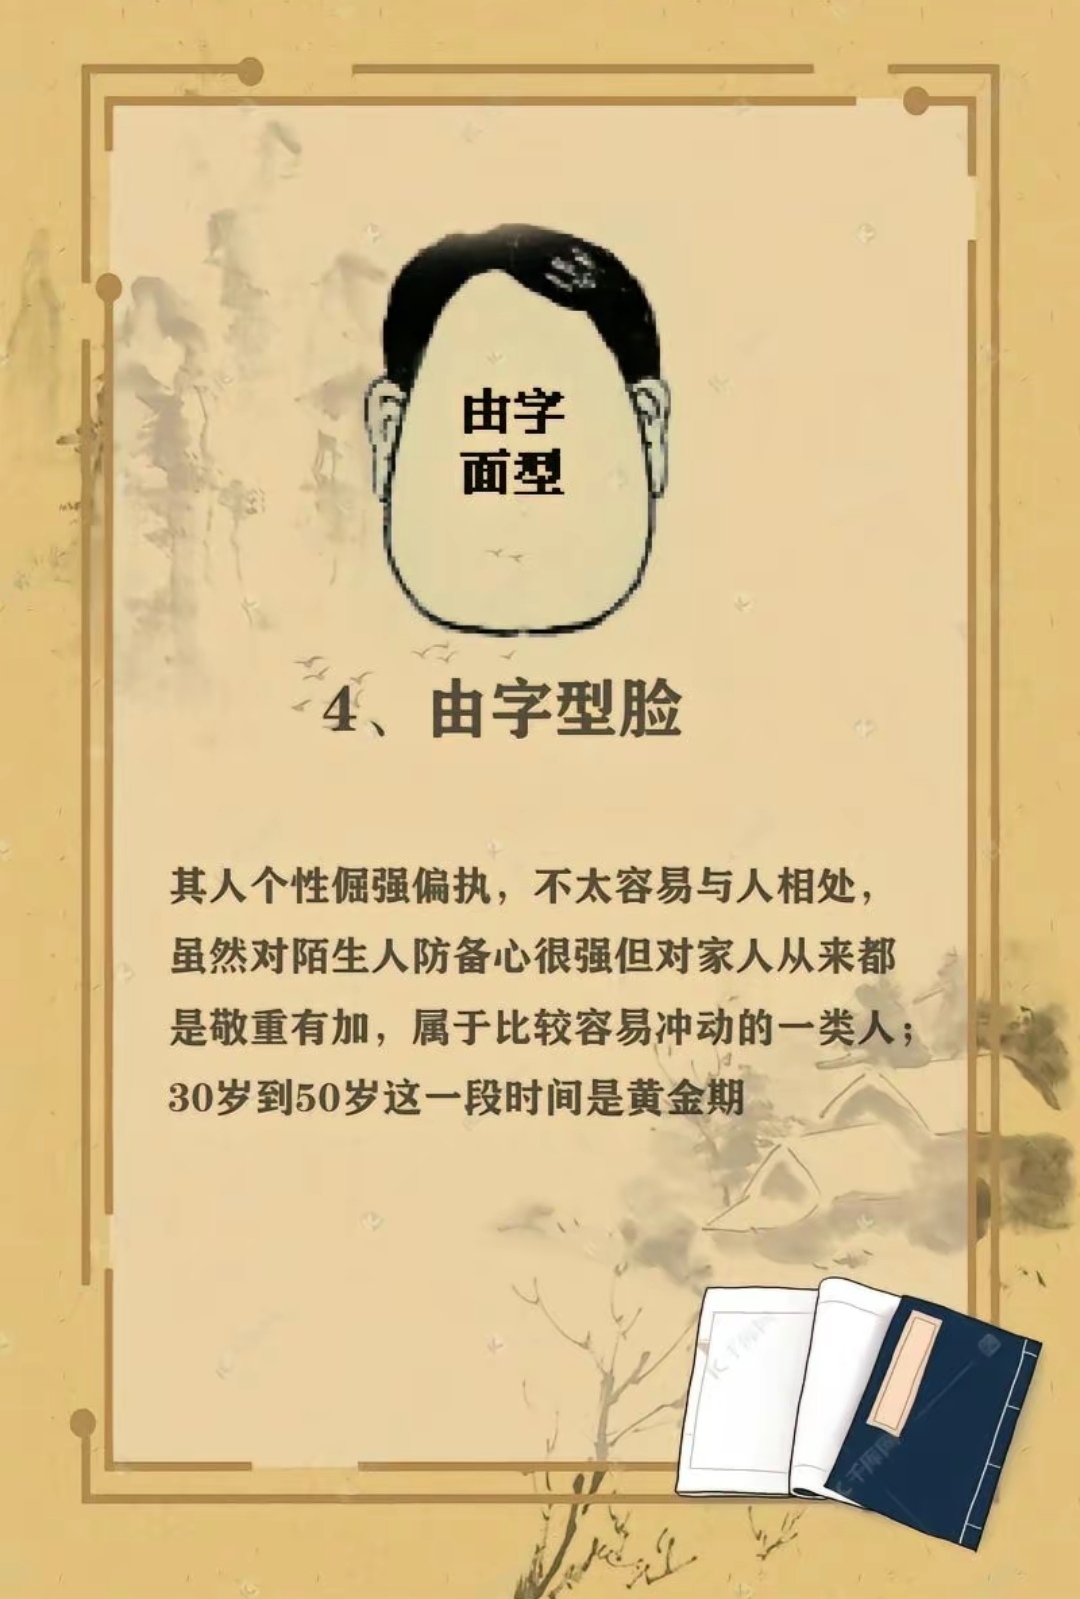 由字
面型
4、由字型脸
其人个性倔强偏执，不太容易与人相处，
虽然对陌生人防备心很强但对家人从来都
是敬重有加，属于比较容易冲动的一类人；
30岁到50岁这一段时间是黄金期